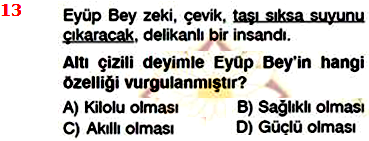 13
Eyüp Bey zeki, çevik, taşı sıksa suyunu
çıkaracak, delikanlı bir insandı.
Altı çizili deyimle Eyüp Bey'in hangi
özelliği vurgulanmıştır?
A) Kilolu olması B) Sağlıklı olması
C) Akıllı olması D) Güçlü olması